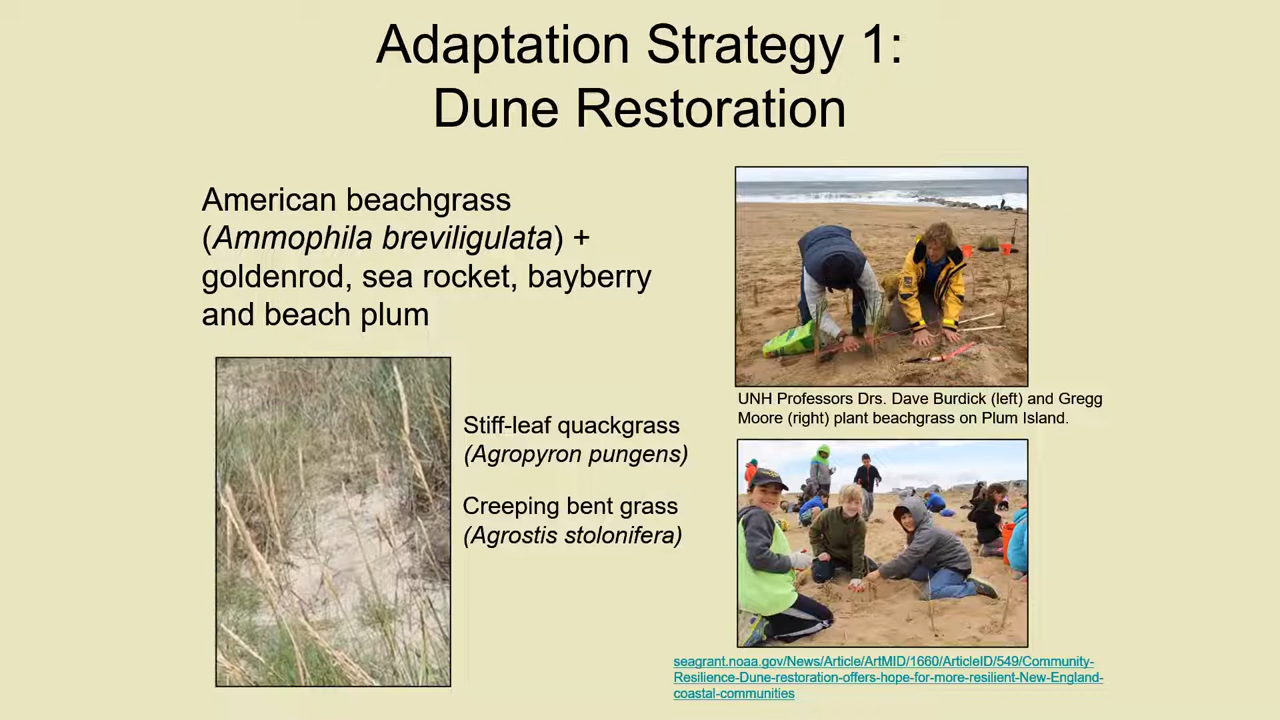 Adaptation Strategy 1:
Dune Restoration
American beachgrass
(Ammophila breviligulata) +
goldenrod, sea rocket, bayberry
and beach plum
Stiff-leaf quackgrass
(Agropyron pungens)
Creeping bent grass
(Agrostis stolonifera)
UNH Professors Drs. Dave Burdick (left) and Gregg
Moore (right) plant beachgrass on Plum Island.
seagrant.noaa.gov/News/Article/ArtMID/1660/ArticleID/549/Community-
Resilience-Dune-restoration-offers-hope-for-more-resilient-New-England-
coastal-communities